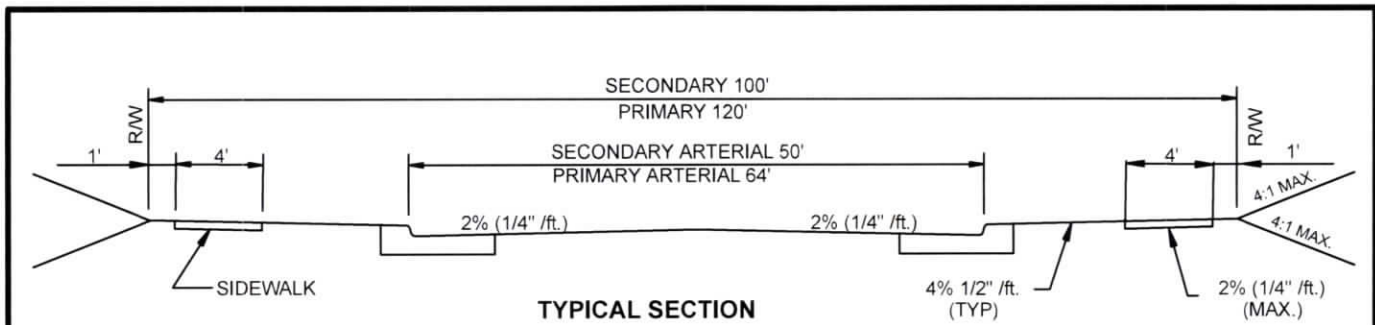 SECONDARY 100'
PRIMARY 120'
R/W
R/W
1'
4'
SECONDARY ARTERIAL 50'
PRIMARY ARTERIAL 64'
4'
1'
4:1 MAX.
4:1 MAX.
2% (1/4" /ft.)
2% (1/4" /ft.)
SIDEWALK
4% 1/2" /ft.
(TYP)
2% (1/4" /ft.)
(MAX.)
TYPICAL SECTION